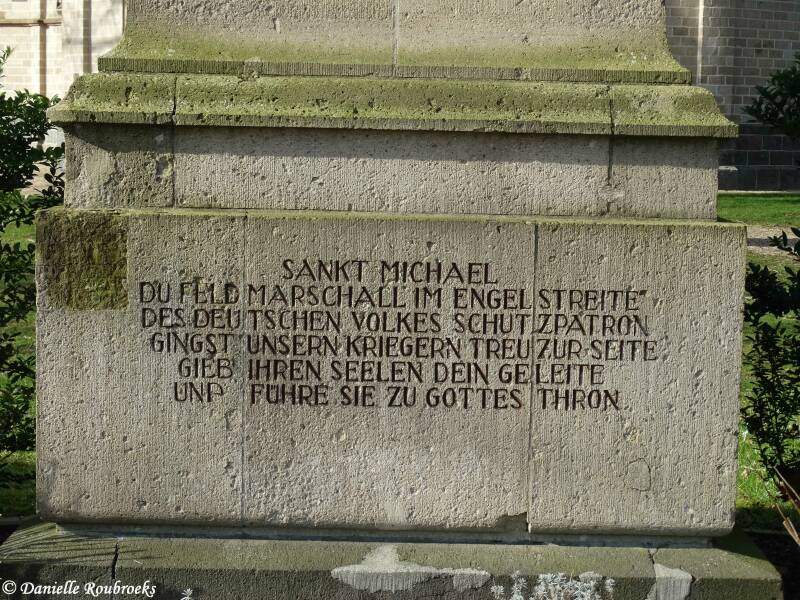 SANKT MICHAEL
DU FELDMARSCHALL IM ENGELSTREITE
DES DEUTSCHEN VOLKES SCHUTZPATRON
GINGST UNSERN KRIEGERN TREU ZUR SEITE
GIEB IHREN SEELEN DEIN GELEITE
UND FÜHRE SIE ZU GOTTES THRON.
© Danielle Roubroeks